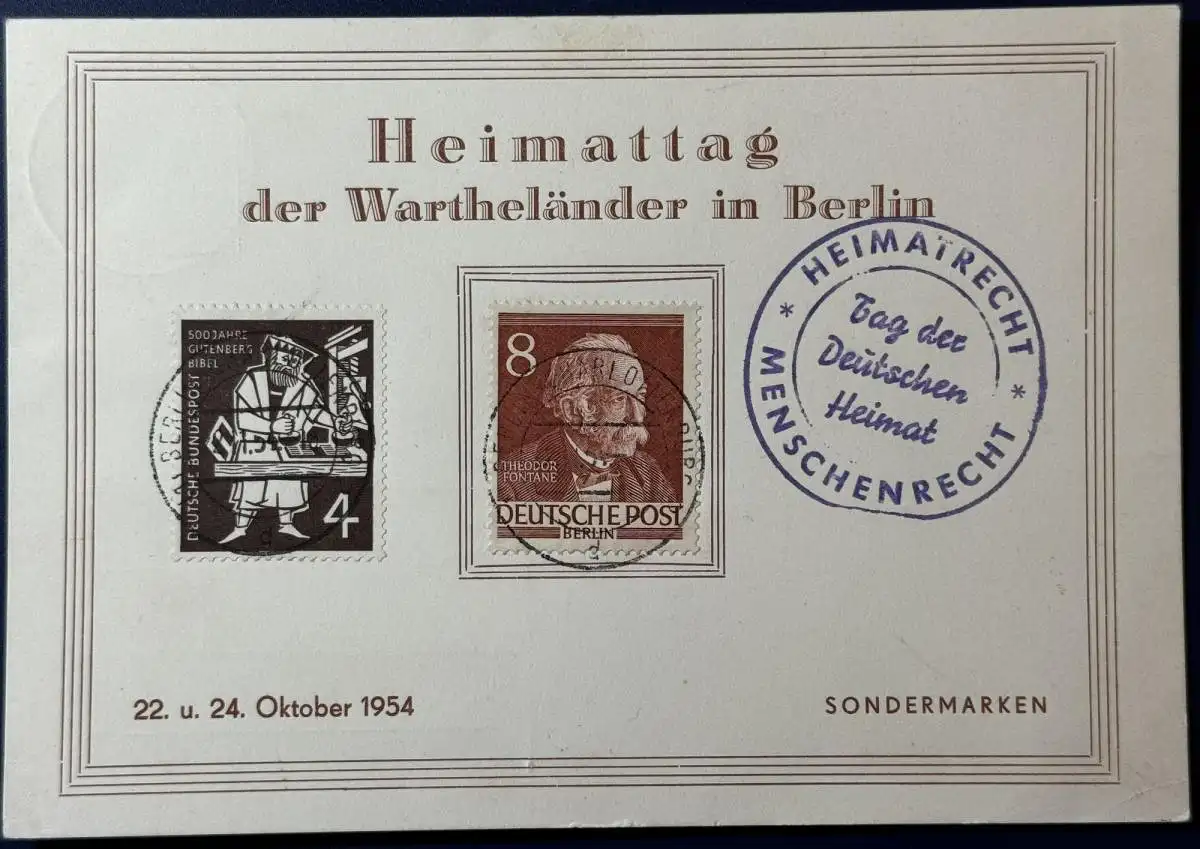 Heimattag
der Wartheländer in Berlin
500 JAHRE
GUTENBERG
BIBEL
DEUTSCHE BUNDESPOST
4
8
THEODOR
FONTANE
DEUTSCHE POST
BERLIN
HEIMATRECHT
* MENSCHENRECHT *
Tag der
Deutschen
Heimat
22. u. 24. Oktober 1954
SONDERMARKEN